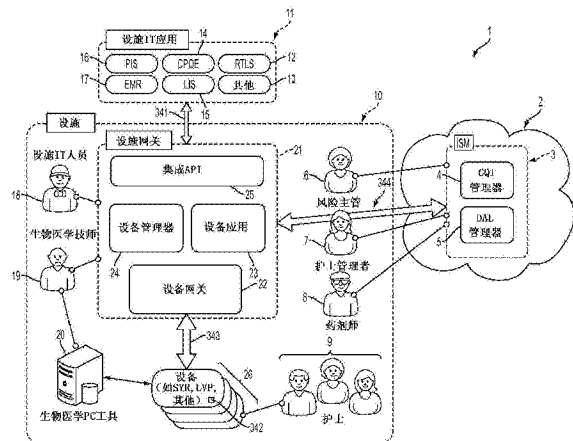 设施IT应用
11
14
16
PIS
CPOE
RTLS
12
17
EMR
LIS
其他
13
15
341
1
设施
10
2
设施网关
21
设施IT人员
集成API
25
ISM
3
18
6
风险主管
344
4
CQI
管理器
生物医学技师
设备管理器
设备应用
7
护士管理者
5
DAL
管理器
19
24
23
设备网关
22
8
药剂师
20
343
9
设备
(如SYR,LVP,
其他)
26
342
生物医学PC工具
护士